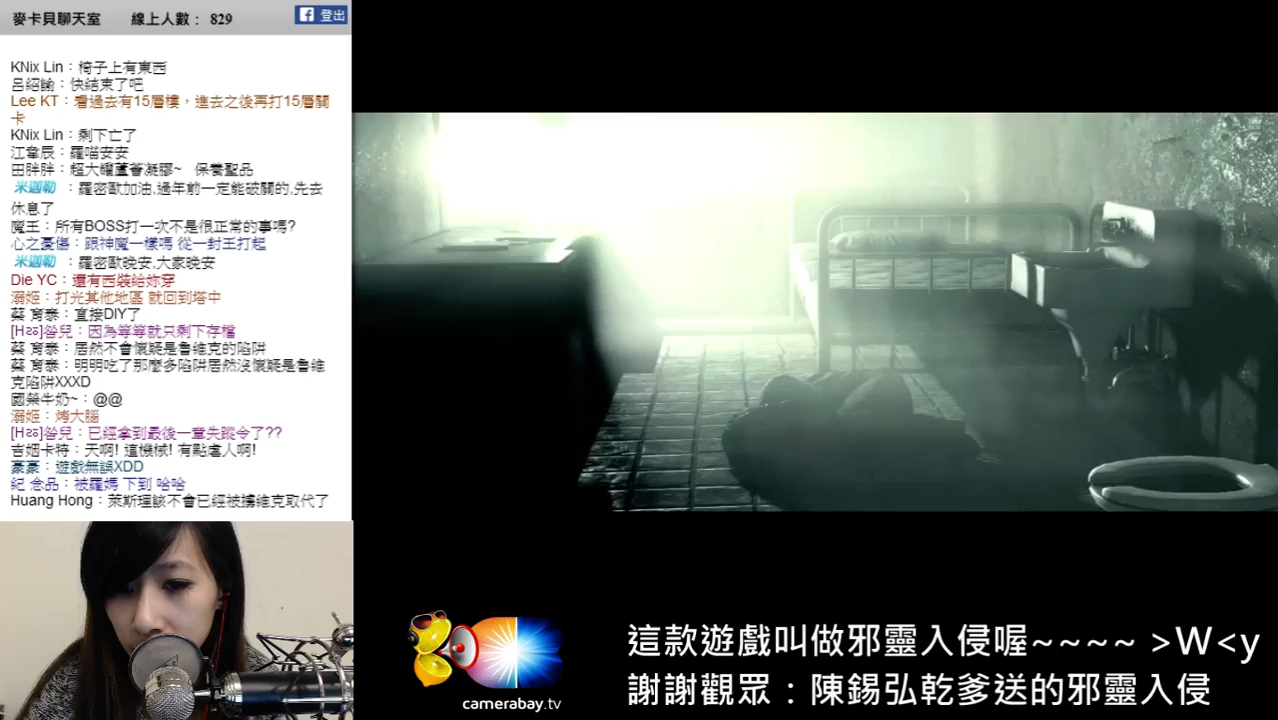 麥卡貝聊天室 線上人數： 829 登出
KNix Lin：椅子上有東西
呂紹諭：快結束了吧
Lee KT：看過去有15層樓，進去之後再打15層關
卡
KNix Lin：剩下亡了
江韋辰：羅喵安安
田胖胖：超大罐蘆薈凝膠~ 保養聖品
米迦勒：羅密歐加油,過年前一定能破關的,先去
休息了
魔王：所有BOSS打一次不是很正常的事嗎?
心之憂傷：跟神魔一樣嗎 從一封王打起
米迦勒：羅密歐晚安,大家晚安
Die YC：還有西裝給妳穿
溺姬：打光其他地區 就回到塔中
蔡 育泰：直接DIY了
[Hසස]喾兒：因為等等就只剩下存檔
蔡 育泰：居然不會懷疑是魯維克的陷阱
蔡 育泰：明明吃了那麼多陷阱居然沒懷疑是魯維
克陷阱XXXD
國榮牛奶~：@@
溺姬：烤大腦
[Hසස]喾兒：已經拿到最後一章失蹤令了??
吉姻卡特：天啊! 這機械! 有點虐人啊!
豪豪：遊戲無誤XDD
紀 念品：被羅媽 下到 哈哈
Huang Hong：萊斯理該不會已經被擄維克取代了
camerabay.tv
這款遊戲叫做邪靈入侵喔~~~~ >W<y
謝謝觀眾：陳錫弘乾爹送的邪靈入侵